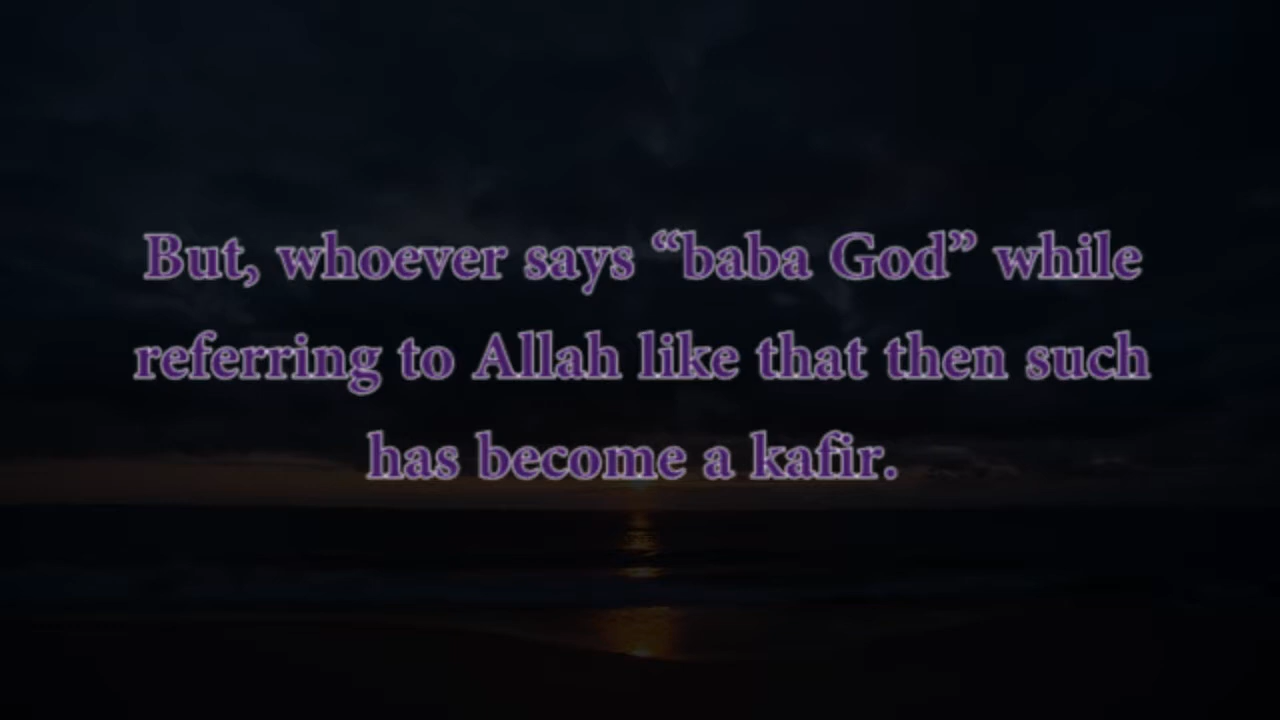 But, whoever says “baba God” while
referring to Allah like that then such
has become a kafir.